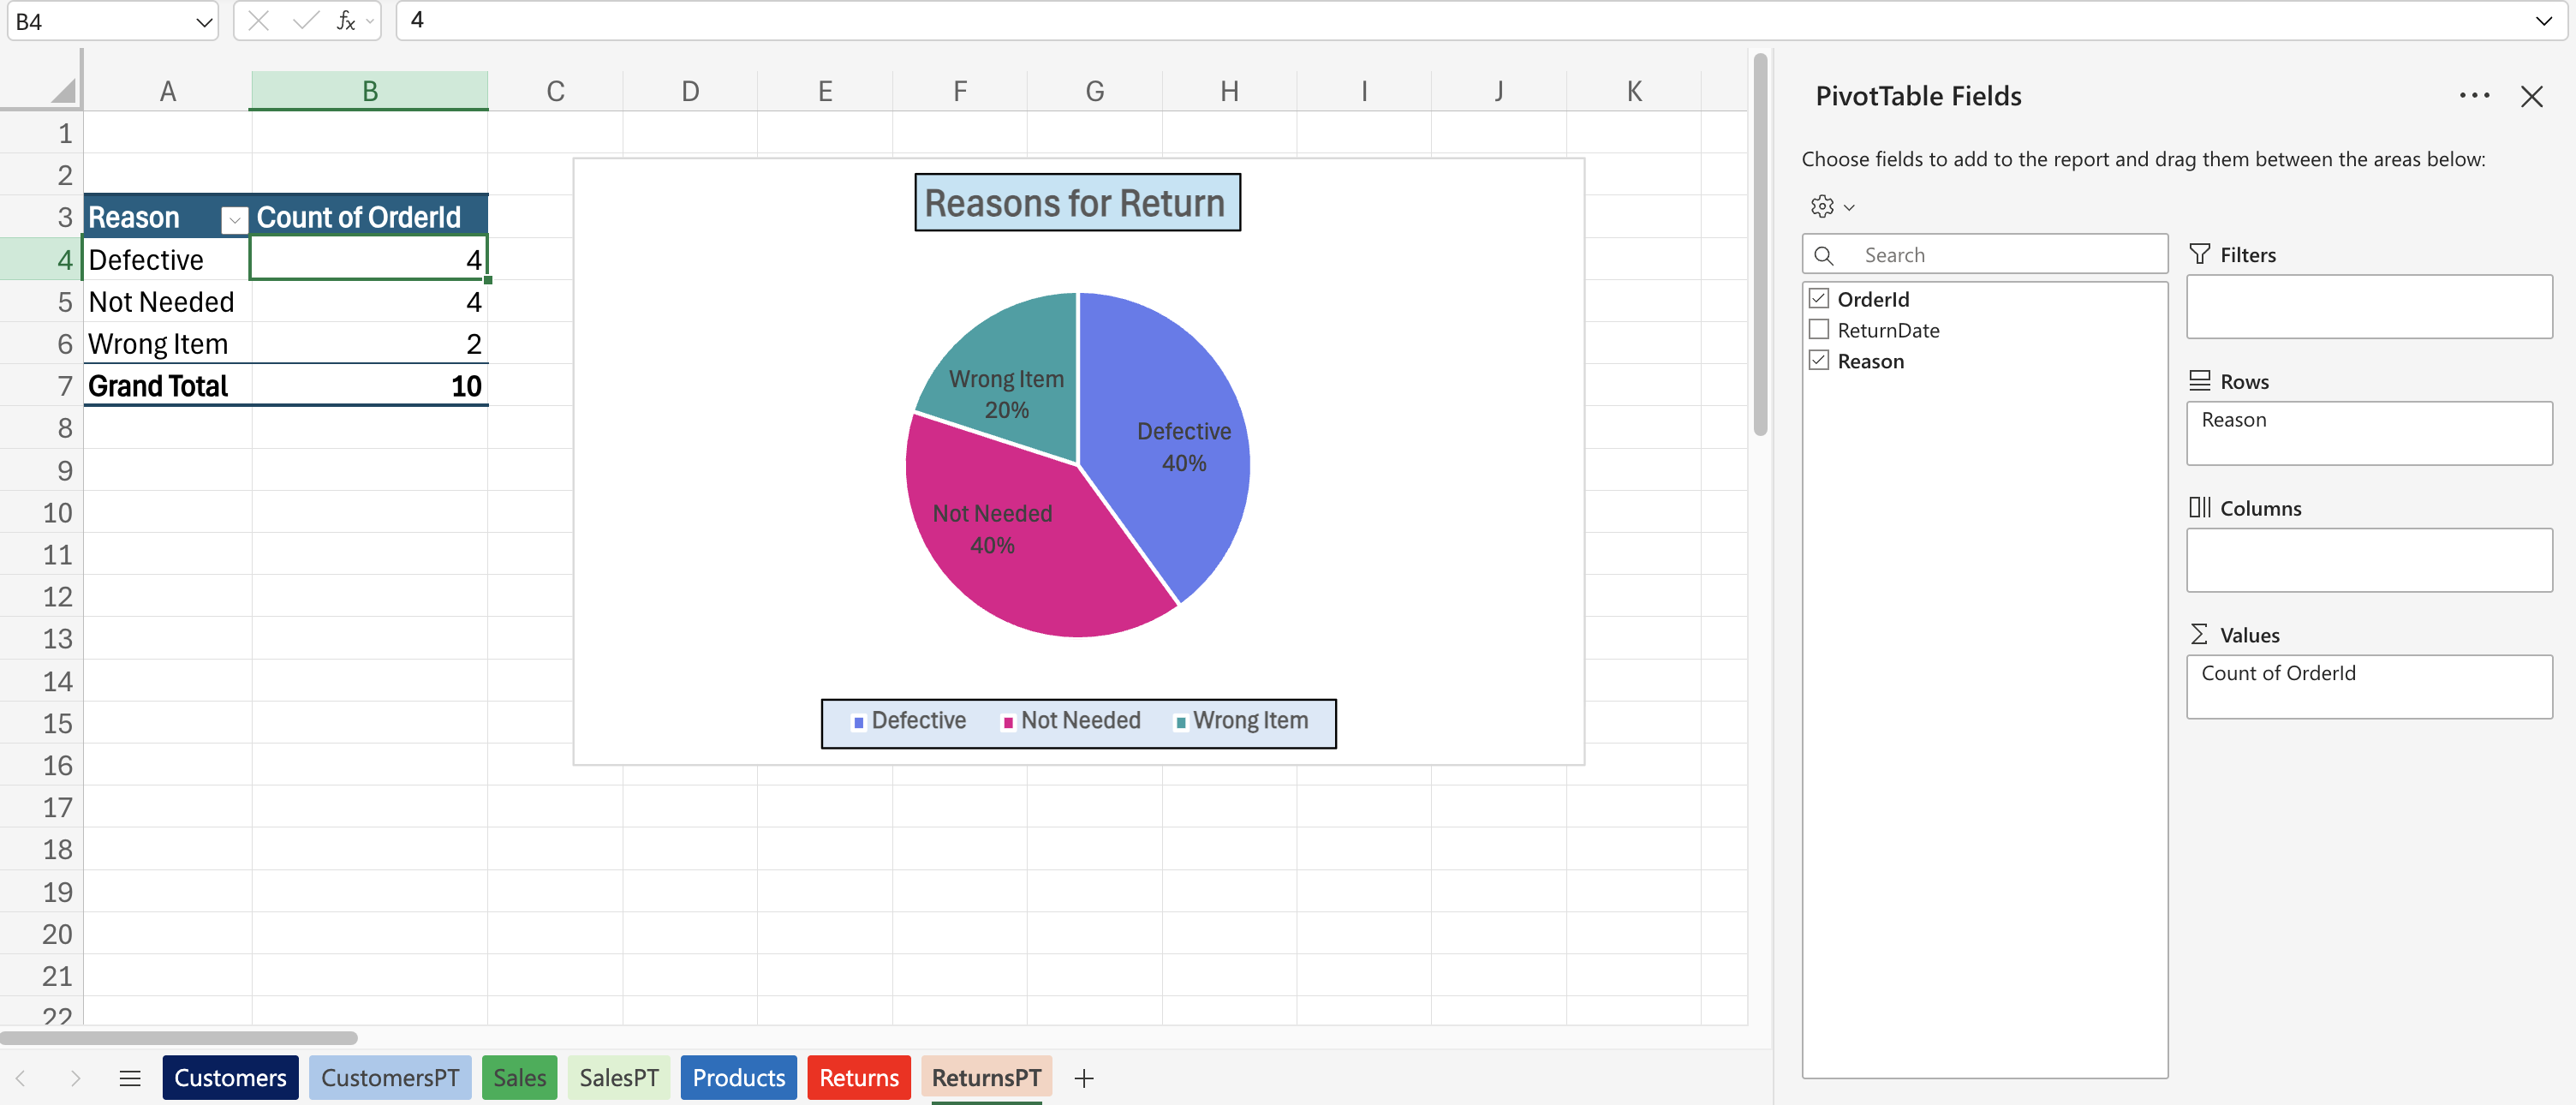 B4
fx
4
A B C D E F G H I J K
1
2
3 Reason Count of OrderId
4 Defective 4
5 Not Needed 4
6 Wrong Item 2
7 Grand Total 10
8
9
10
11
12
13
14
15
16
17
18
19
20
21
22
Reasons for Return
Wrong Item
20%
Defective
40%
Not Needed
40%
Defective Not Needed Wrong Item
Customers CustomersPT Sales SalesPT Products Returns ReturnsPT
PivotTable Fields
Choose fields to add to the report and drag them between the areas below:
Search
OrderId
ReturnDate
Reason
Filters
Rows
Reason
Columns
Values
Count of OrderId